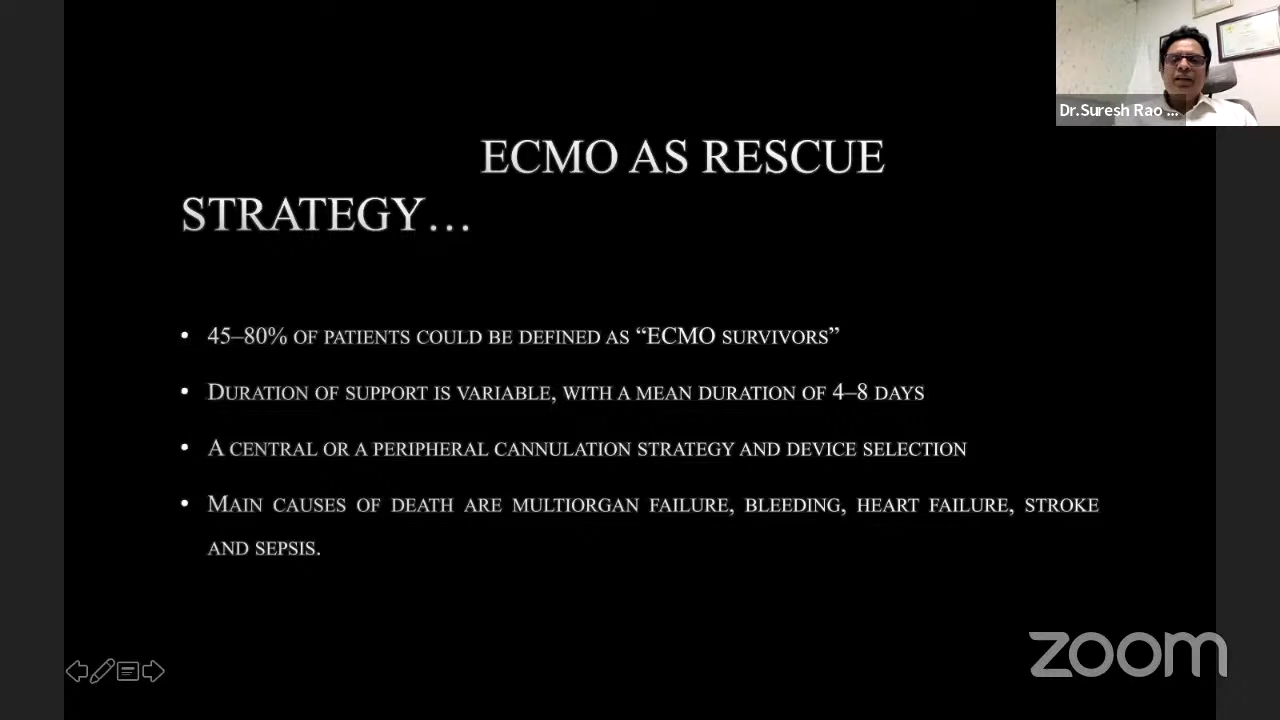 Dr.Suresh Rao ...
ECMO AS RESCUE
STRATEGY…
• 45–80% OF PATIENTS COULD BE DEFINED AS “ECMO SURVIVORS”
• DURATION OF SUPPORT IS VARIABLE, WITH A MEAN DURATION OF 4–8 DAYS
• A CENTRAL OR A PERIPHERAL CANNULATION STRATEGY AND DEVICE SELECTION
• MAIN CAUSES OF DEATH ARE MULTIORGAN FAILURE, BLEEDING, HEART FAILURE, STROKE
AND SEPSIS.
zoom